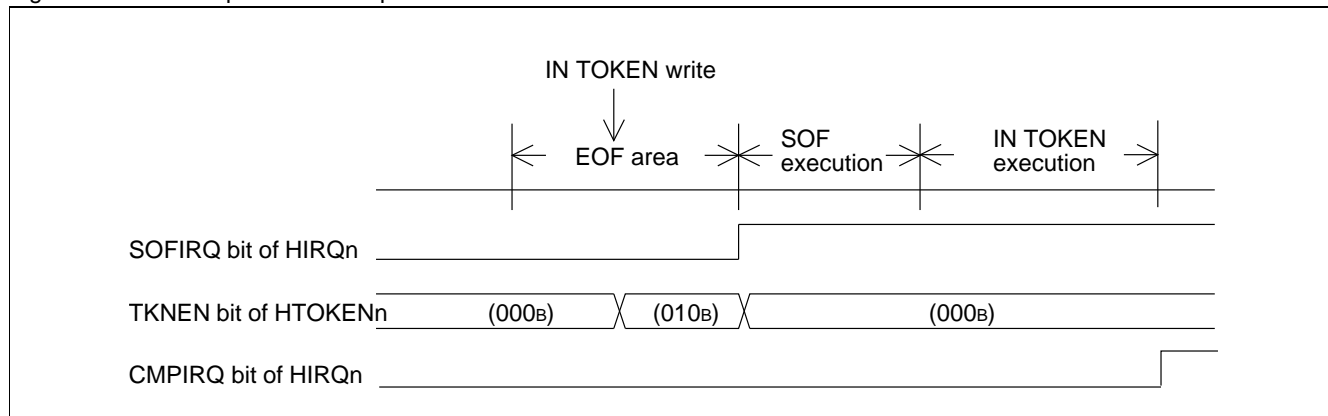 IN TOKEN write
EOF area
SOF
execution
IN TOKEN
execution
SOFIRQ bit of HIRQn
TKNEN bit of HTOKENn
(000B)
(010B)
(000B)
CMPIRQ bit of HIRQn